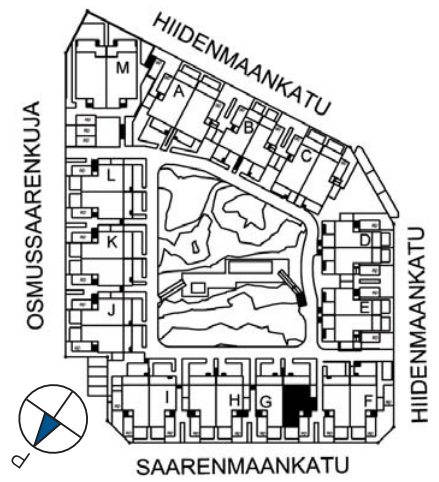 HIIDENMAANKATU
M
A
B
C
OSMUSSAARENKUJA
L
K
J
D
E
HIIDENMAANKATU
I
H
G
F
P
SAARENMAANKATU